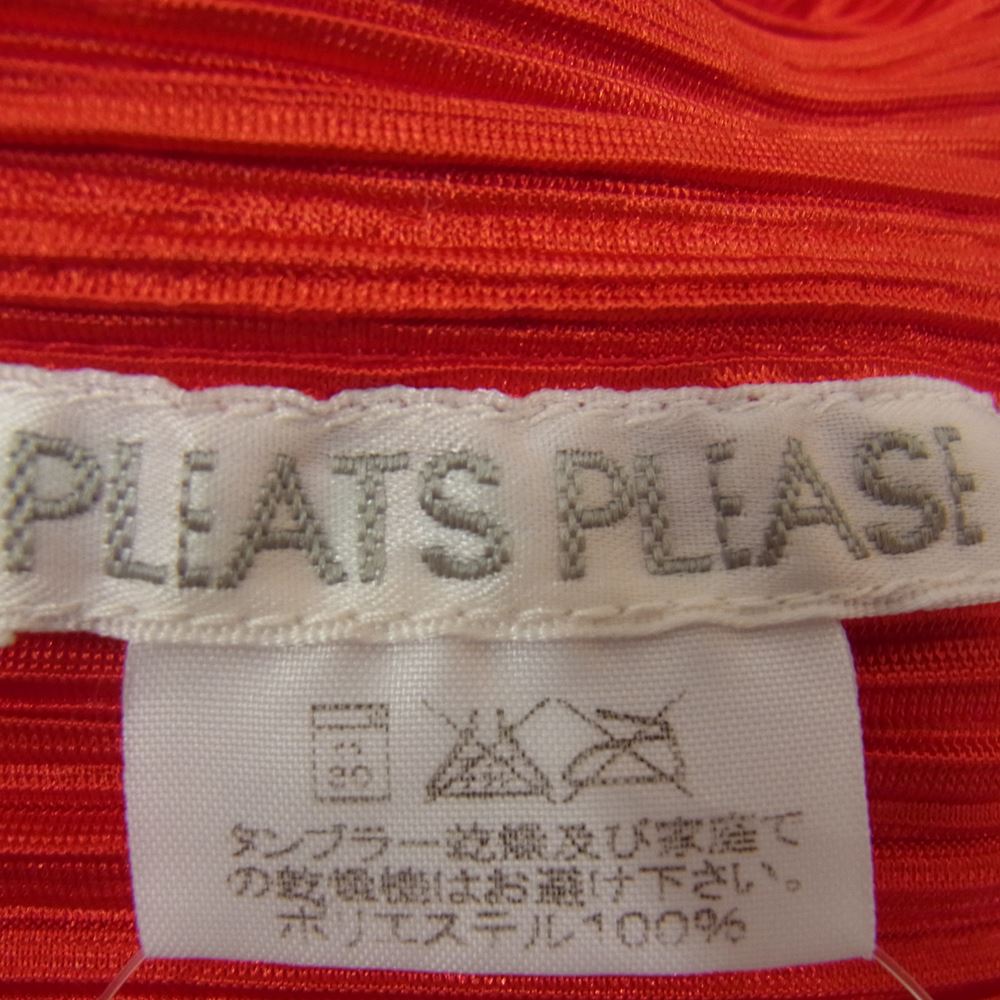 PLEATS PLEASE
タンブラー乾燥及び家庭で
の乾燥機はお避け下さい。
ポリエステル100%